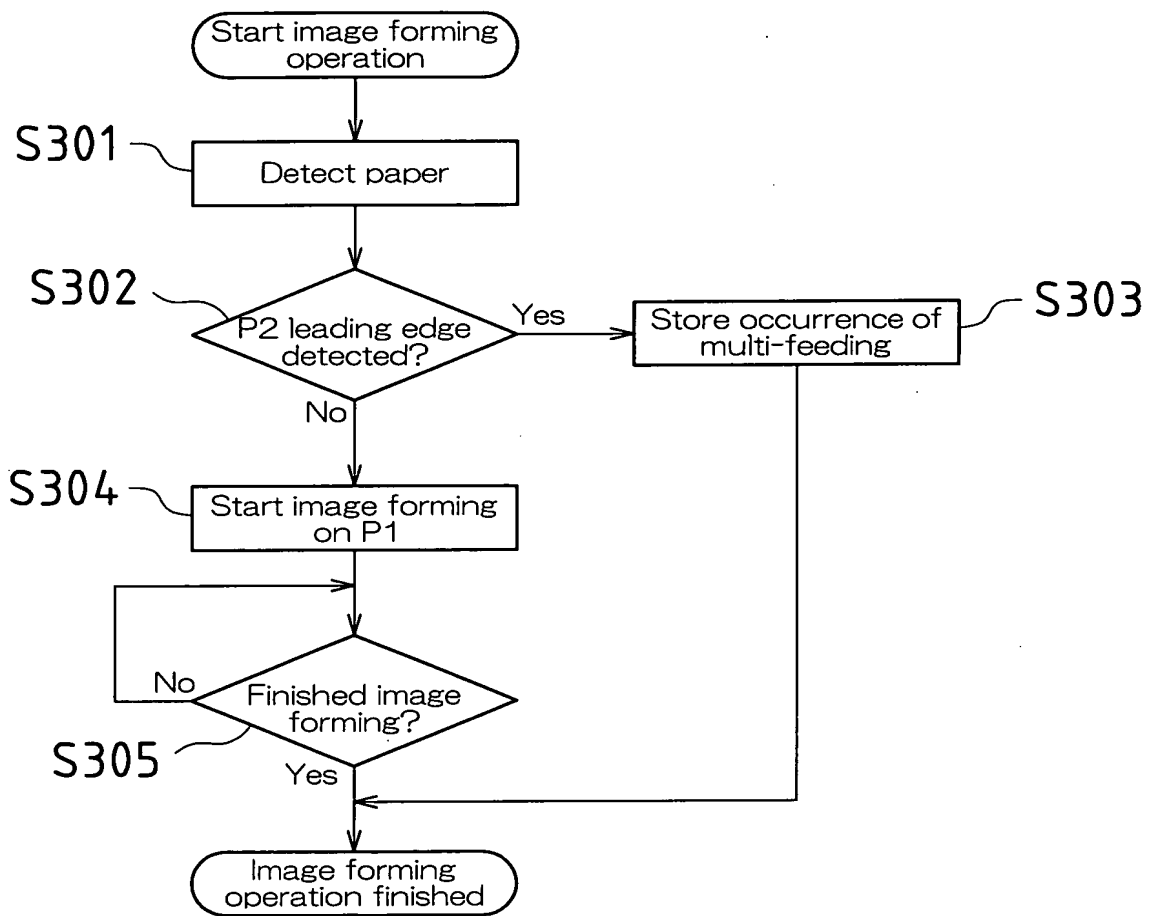 Start image forming
operation
S301
Detect paper
S302
P2 leading edge
detected?
Yes
Store occurrence of
multi-feeding
S303
No
S304
Start image forming
on P1
No
Finished image
forming?
S305
Yes
Image forming
operation finished